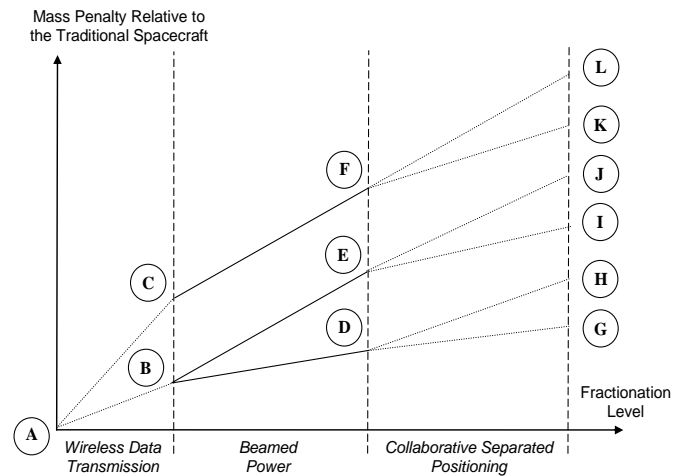 Mass Penalty Relative to
the Traditional Spacecraft
L
K
F
J
I
E
C
H
D
G
B
Fractionation
Level
A
Wireless Data
Transmission
Beamed
Power
Collaborative Separated
Positioning